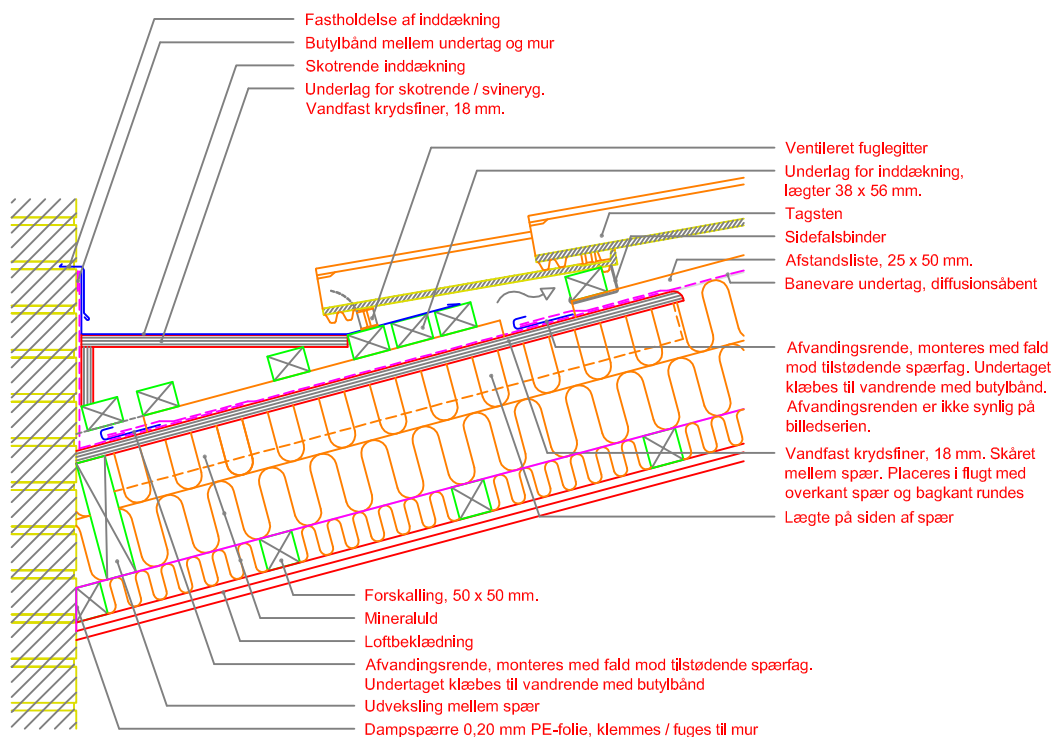 Fastholdelse af inddækning
Butylbånd mellem undertag og mur
Skotrende inddækning
Underlag for skotrende / svineryg.
Vandfast krydsfiner, 18 mm.
Ventileret fuglegitter
Underlag for inddækning,
lægter 38 x 56 mm.
Tagsten
Sidefalsbinder
Afstandsliste, 25 x 50 mm.
Banevare undertag, diffusionsåbent
Afvandingsrende, monteres med fald
mod tilstødende spærfag. Undertaget
klæbes til vandrende med butylbånd.
Afvandingsrenden er ikke synlig på
billedserien.
Vandfast krydsfiner, 18 mm. Skåret
mellem spær. Placeres i flugt med
overkant spær og bagkant rundes
Lægte på siden af spær
Forskalling, 50 x 50 mm.
Mineraluld
Loftbeklædning
Afvandingsrende, monteres med fald mod tilstødende spærfag.
Undertaget klæbes til vandrende med butylbånd
Udveksling mellem spær
Dampspærre 0,20 mm PE-folie, klemmes / fuges til mur